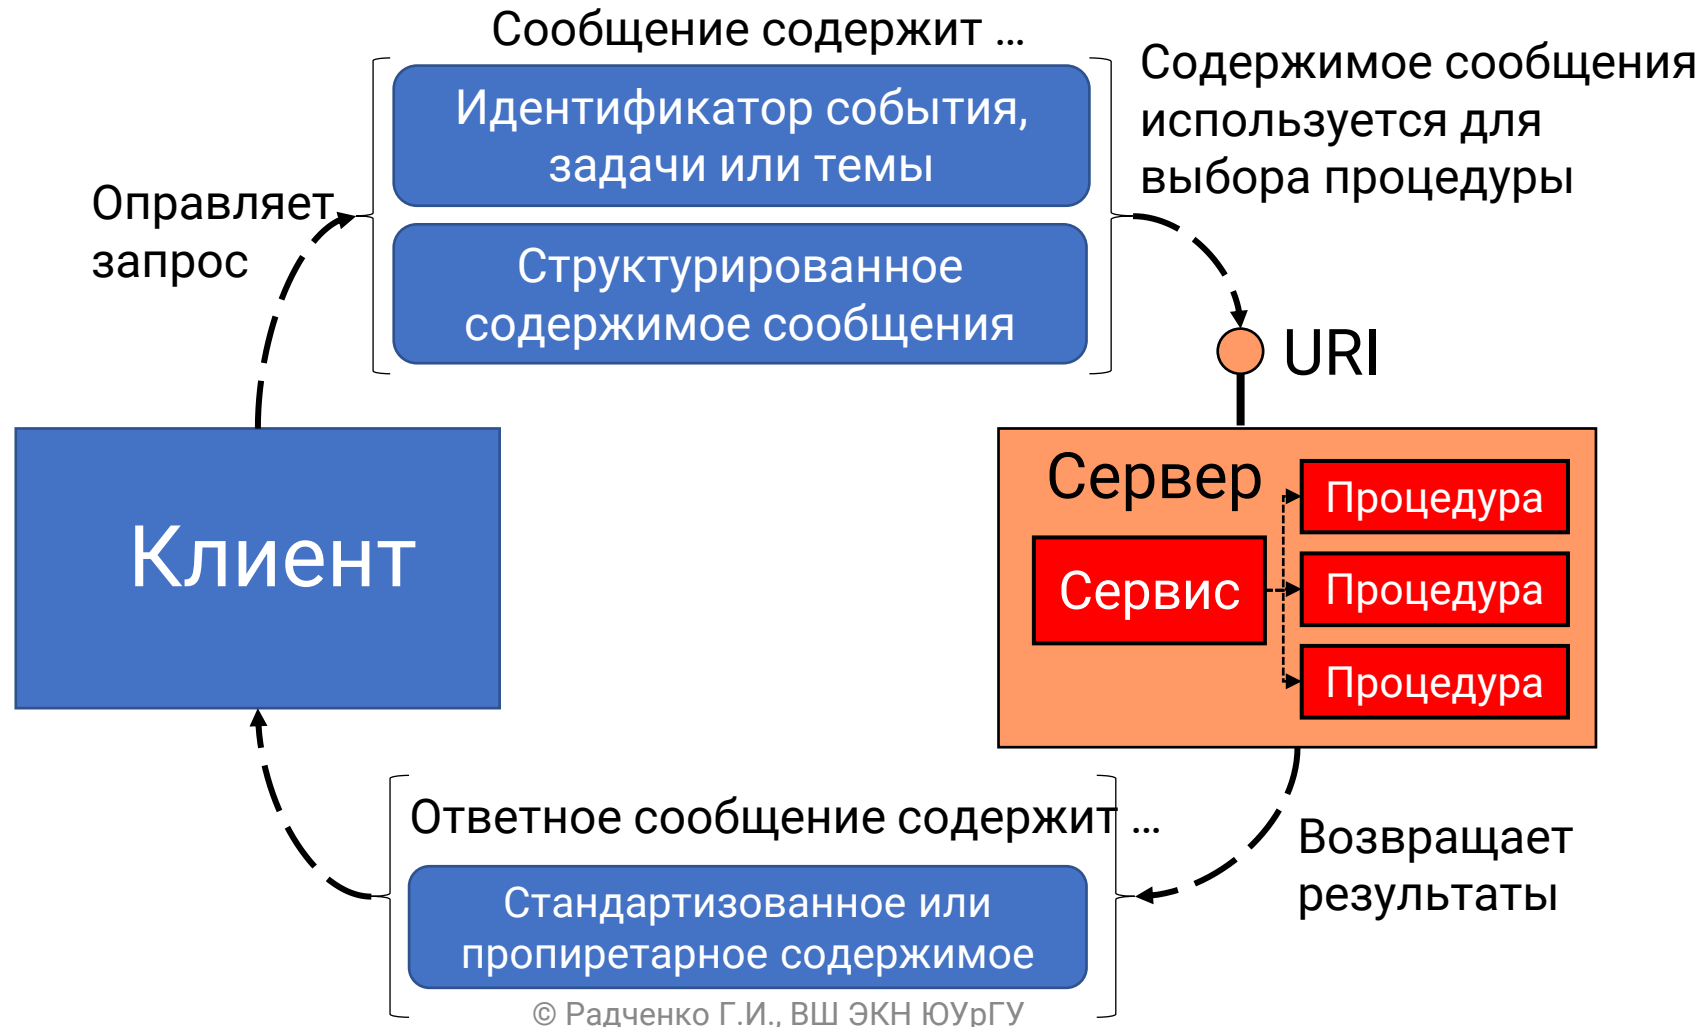 Сообщение содержит ...
Идентификатор события,
задачи или темы
Структурированное
содержимое сообщения
Содержимое сообщения
используется для
выбора процедуры
Оправляет
запрос
URI
Клиент
Сервер
Сервис
Процедура
Процедура
Процедура
Ответное сообщение содержит ...
Стандартизованное или
пропиретарное содержимое
Возвращает
результаты
© Радченко Г.И., ВШ ЭКН ЮУрГУ